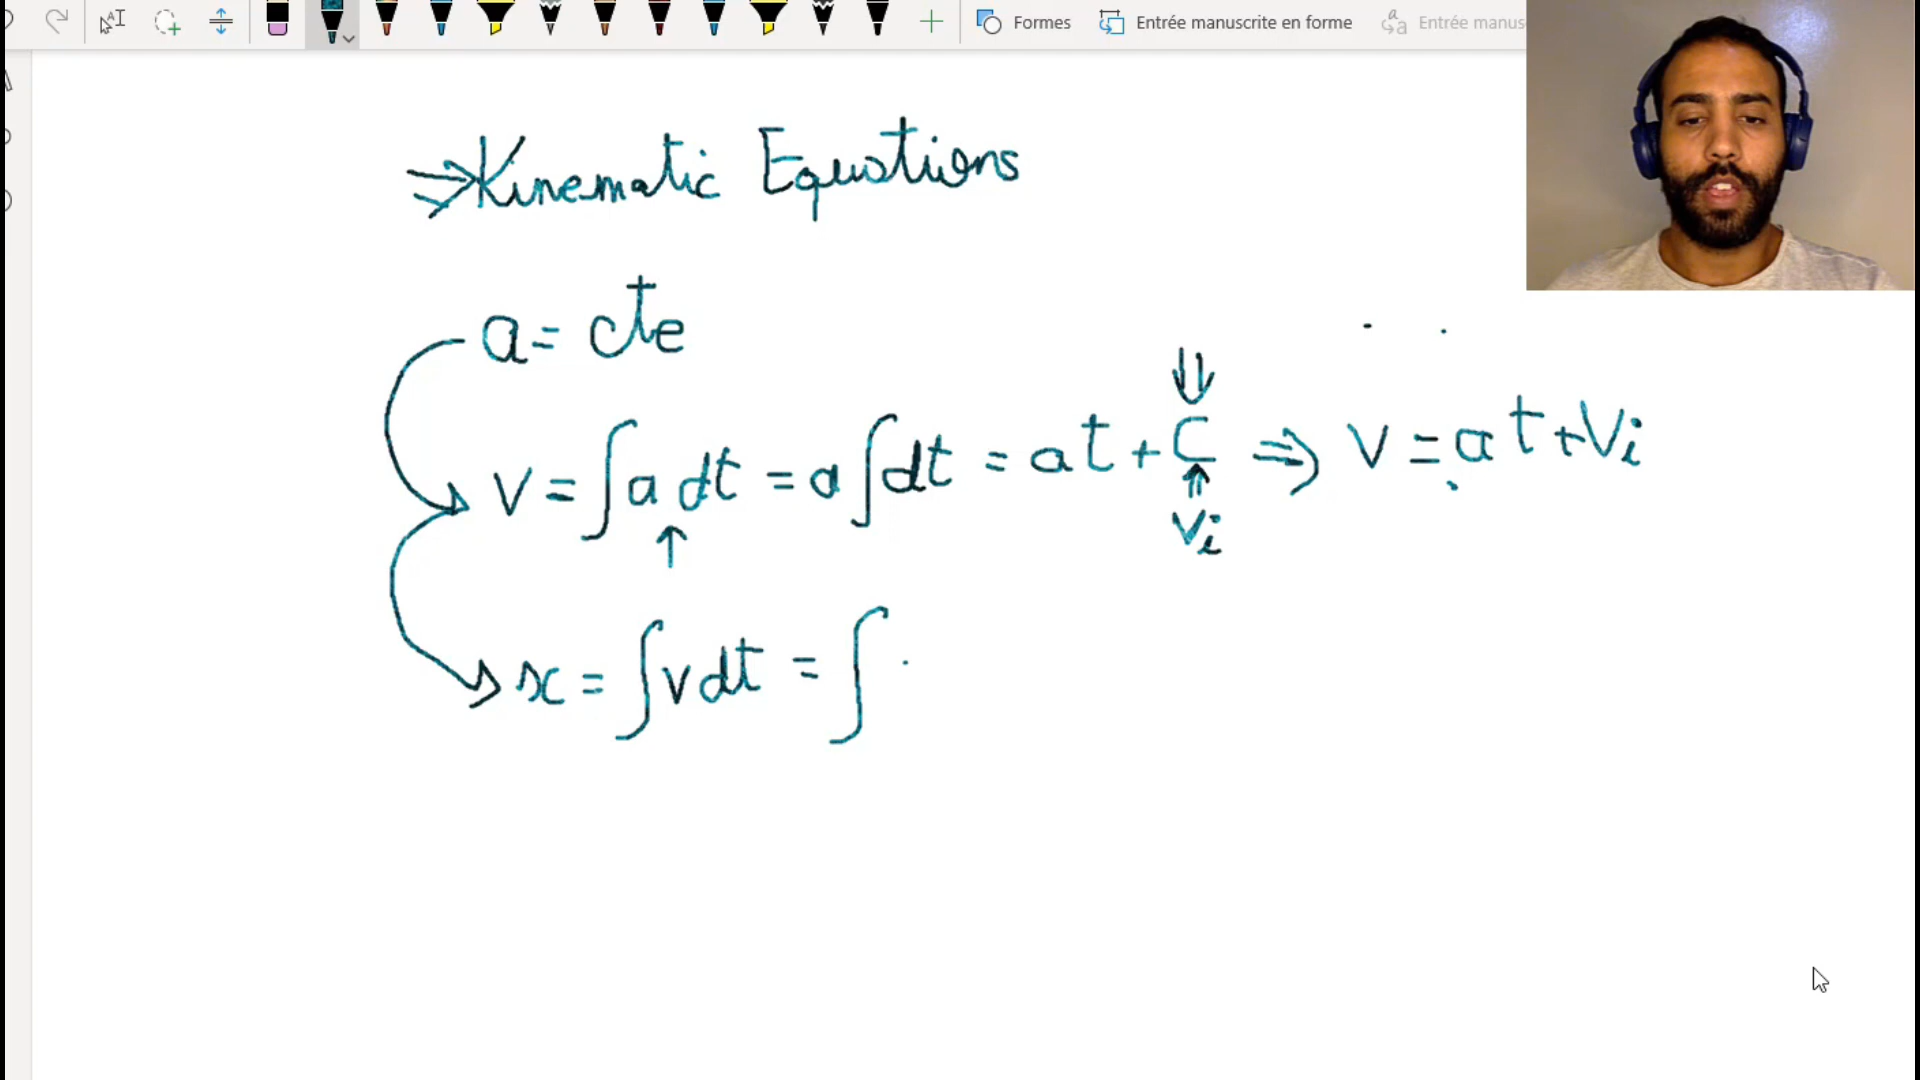 Formes Entrée manuscrite en forme Entrée manus
⇒ Kinematic Equations
a = cte
v = ∫a dt = a∫dt = at + C ⇒ v = at + Vi
Vi
x = ∫v dt = ∫